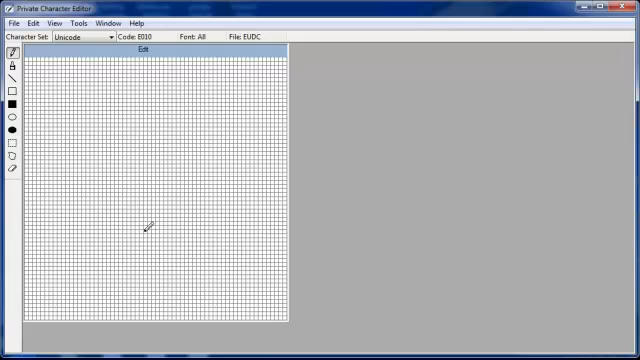 Private Character Editor
File Edit View Tools Window Help
Character Set: Unicode Code: E010 Font: All File: EUDC
Edit